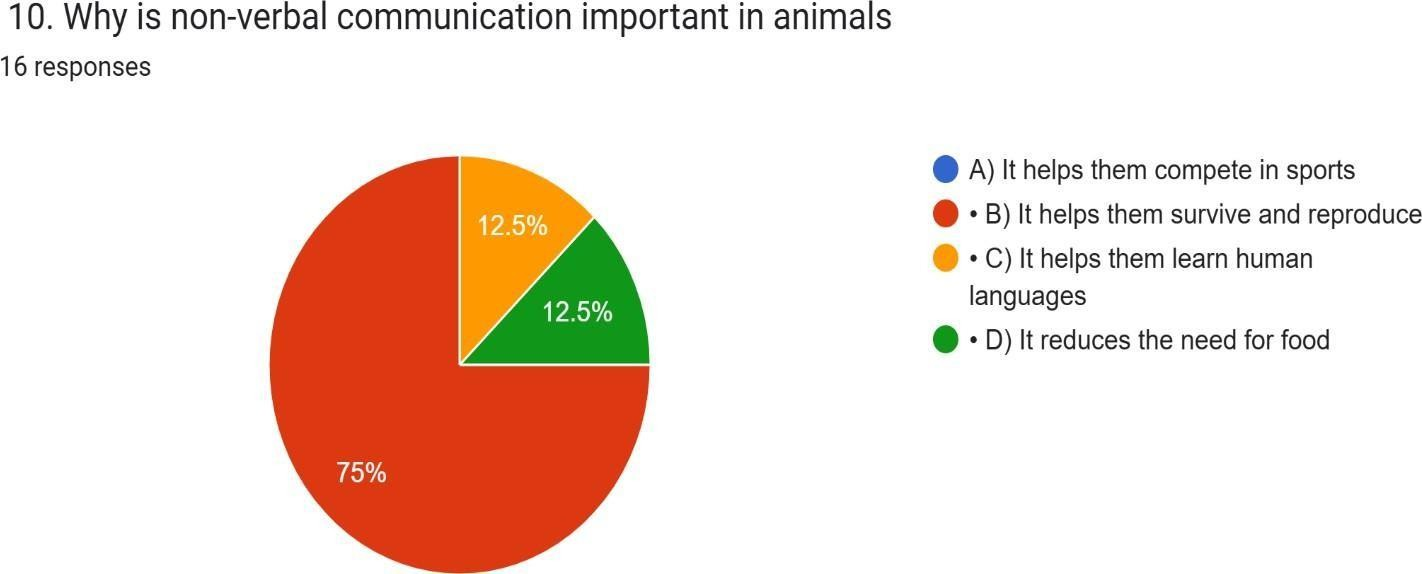 10. Why is non-verbal communication important in animals
16 responses
12.5%
12.5%
75%
A) It helps them compete in sports
• B) It helps them survive and reproduce
• C) It helps them learn human
languages
• D) It reduces the need for food